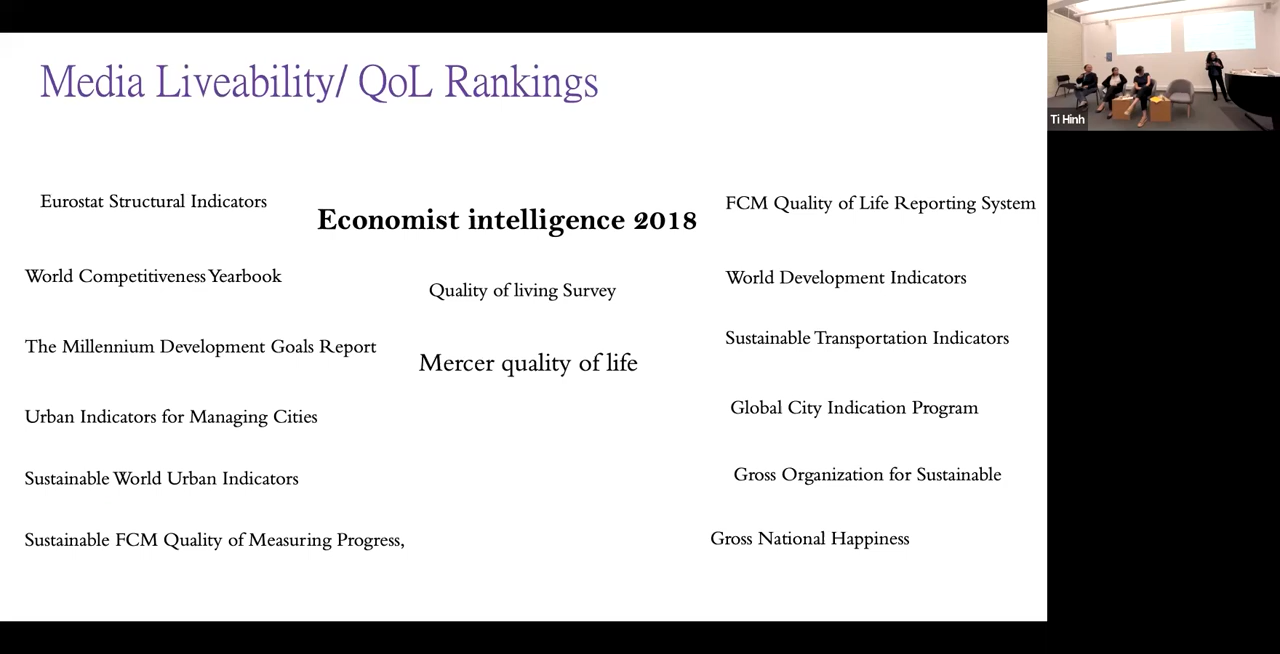 Media Liveability/ QoL Rankings
Eurostat Structural Indicators
World Competitiveness Yearbook
The Millennium Development Goals Report
Urban Indicators for Managing Cities
Sustainable World Urban Indicators
Sustainable FCM Quality of Measuring Progress,
Economist intelligence 2018
Quality of living Survey
Mercer quality of life
FCM Quality of Life Reporting System
World Development Indicators
Sustainable Transportation Indicators
Global City Indication Program
Gross Organization for Sustainable
Gross National Happiness
Ti Hinh